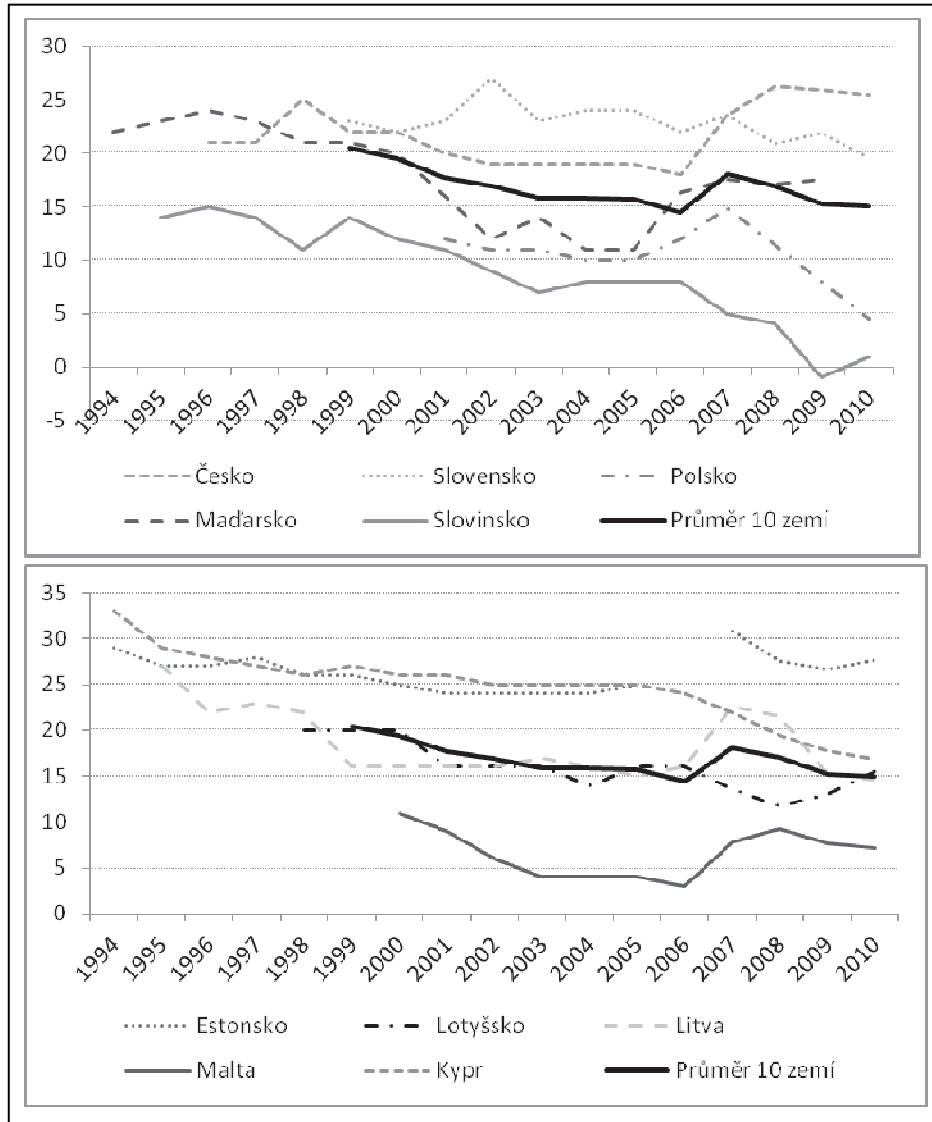 30
25
20
15
10
5
0
-5
1994 1995 1996 1997 1998 1999 2000 2001 2002 2003 2004 2005 2006 2007 2008 2009 2010
Česko Slovensko Polsko
Maďarsko Slovinsko Průměr 10 zemí
35
30
25
20
15
10
5
0
1994 1995 1996 1997 1998 1999 2000 2001 2002 2003 2004 2005 2006 2007 2008 2009 2010
Estonsko Lotyšsko Litva
Malta Kypr Průměr 10 zemí